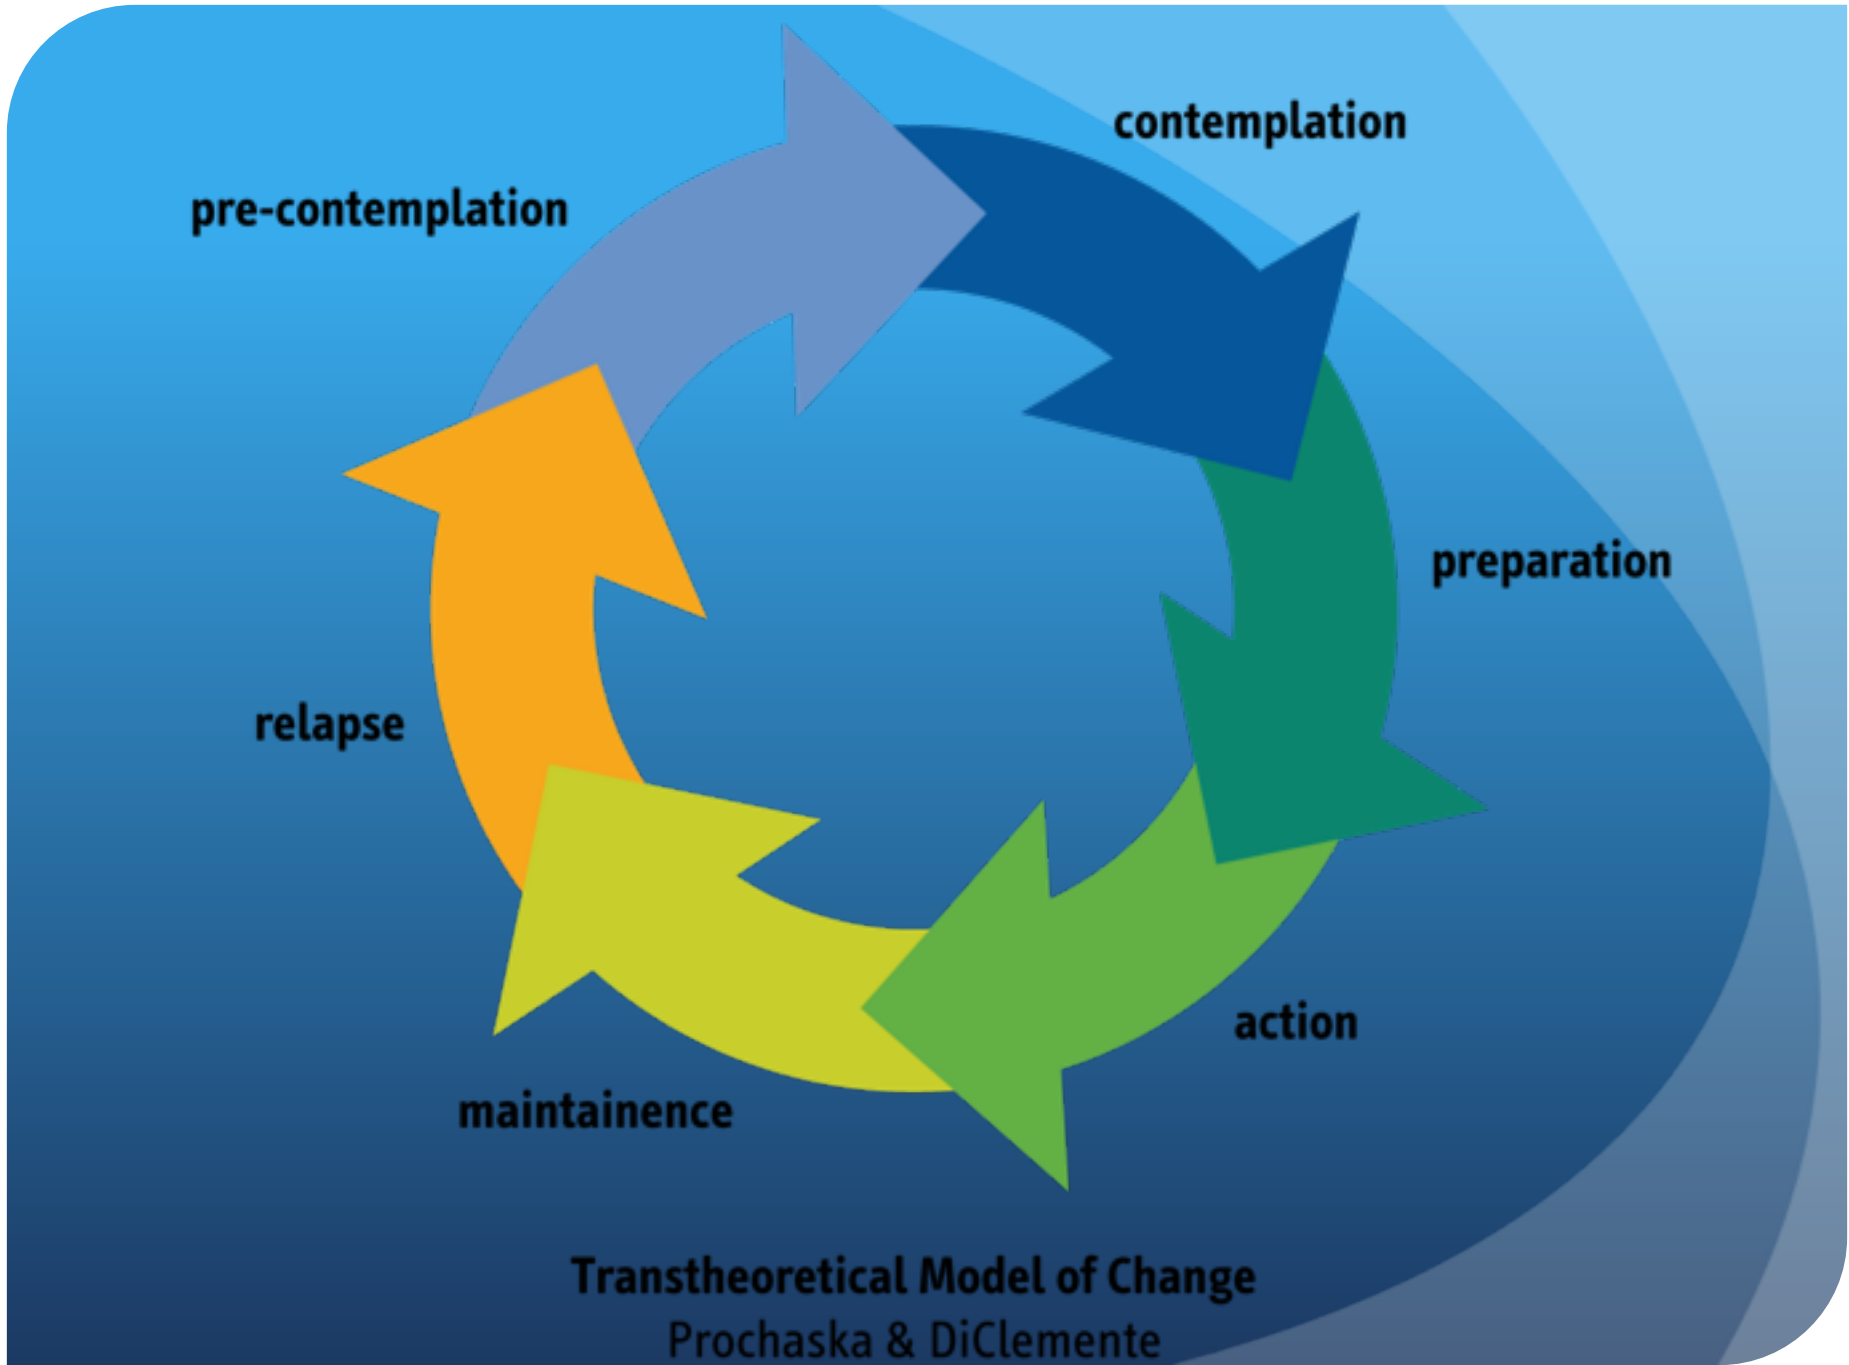 contemplation
pre-contemplation
preparation
relapse
action
maintainence
Transtheoretical Model of Change
Prochaska & DiClemente